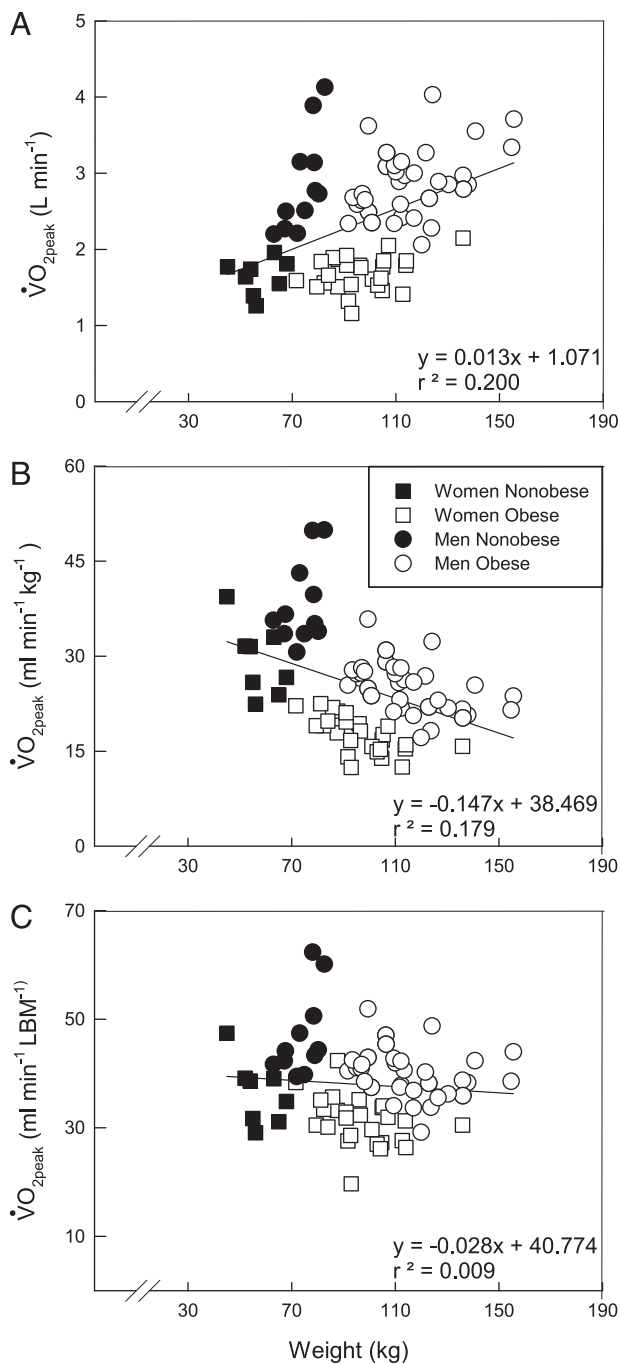 A
5
4
3
2
1
0
V̇O2peak (L min⁻¹)
y = 0.013x + 1.071
r ² = 0.200
30 70 110 150 190
B
60
45
30
15
0
V̇O2peak (ml min⁻¹ kg⁻¹)
Women Nonobese
Women Obese
Men Nonobese
Men Obese
y = -0.147x + 38.469
r ² = 0.179
30 70 110 150 190
C
70
50
30
10
V̇O2peak (ml min⁻¹ LBM⁻¹)
y = -0.028x + 40.774
r ² = 0.009
30 70 110 150 190
Weight (kg)